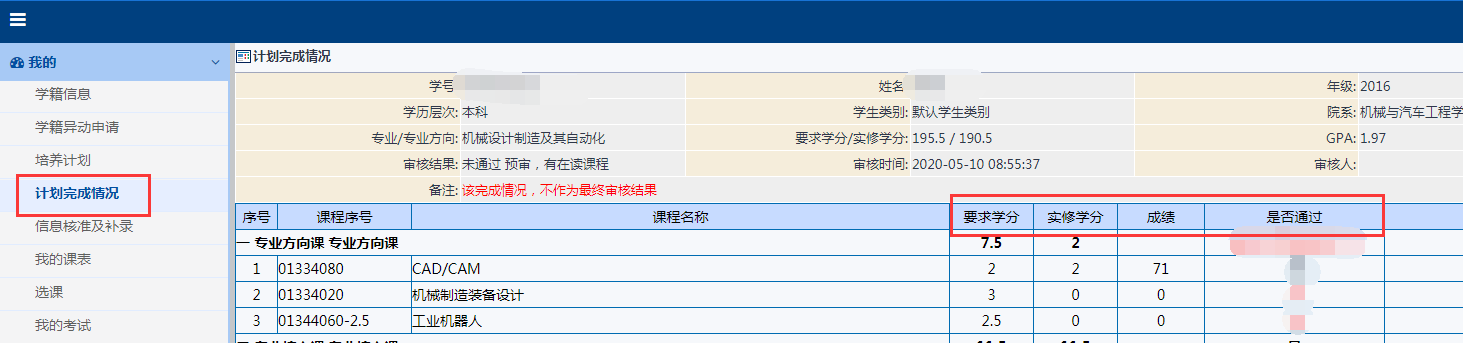 计划完成情况
我的
学号
姓名
年级: 2016
学籍信息
学历层次: 本科
学生类别: 默认学生类别
院系: 机械与汽车工程学
学籍异动申请
专业/专业方向: 机械设计制造及其自动化
要求学分/实修学分: 195.5 / 190.5
GPA: 1.97
培养计划
审核结果: 未通过 预审，有在读课程
审核时间: 2020-05-10 08:55:37
审核人:
计划完成情况
备注: 该完成情况，不作为最终审核结果
信息核准及补录
序号 课程序号 课程名称 要求学分 实修学分 成绩 是否通过
一 专业方向课 专业方向课 7.5 2
我的课表
1 01334080 CAD/CAM 2 2 71
选课
2 01334020 机械制造装备设计 3 0 0
我的考试
3 01344060-2.5 工业机器人 2.5 0 0